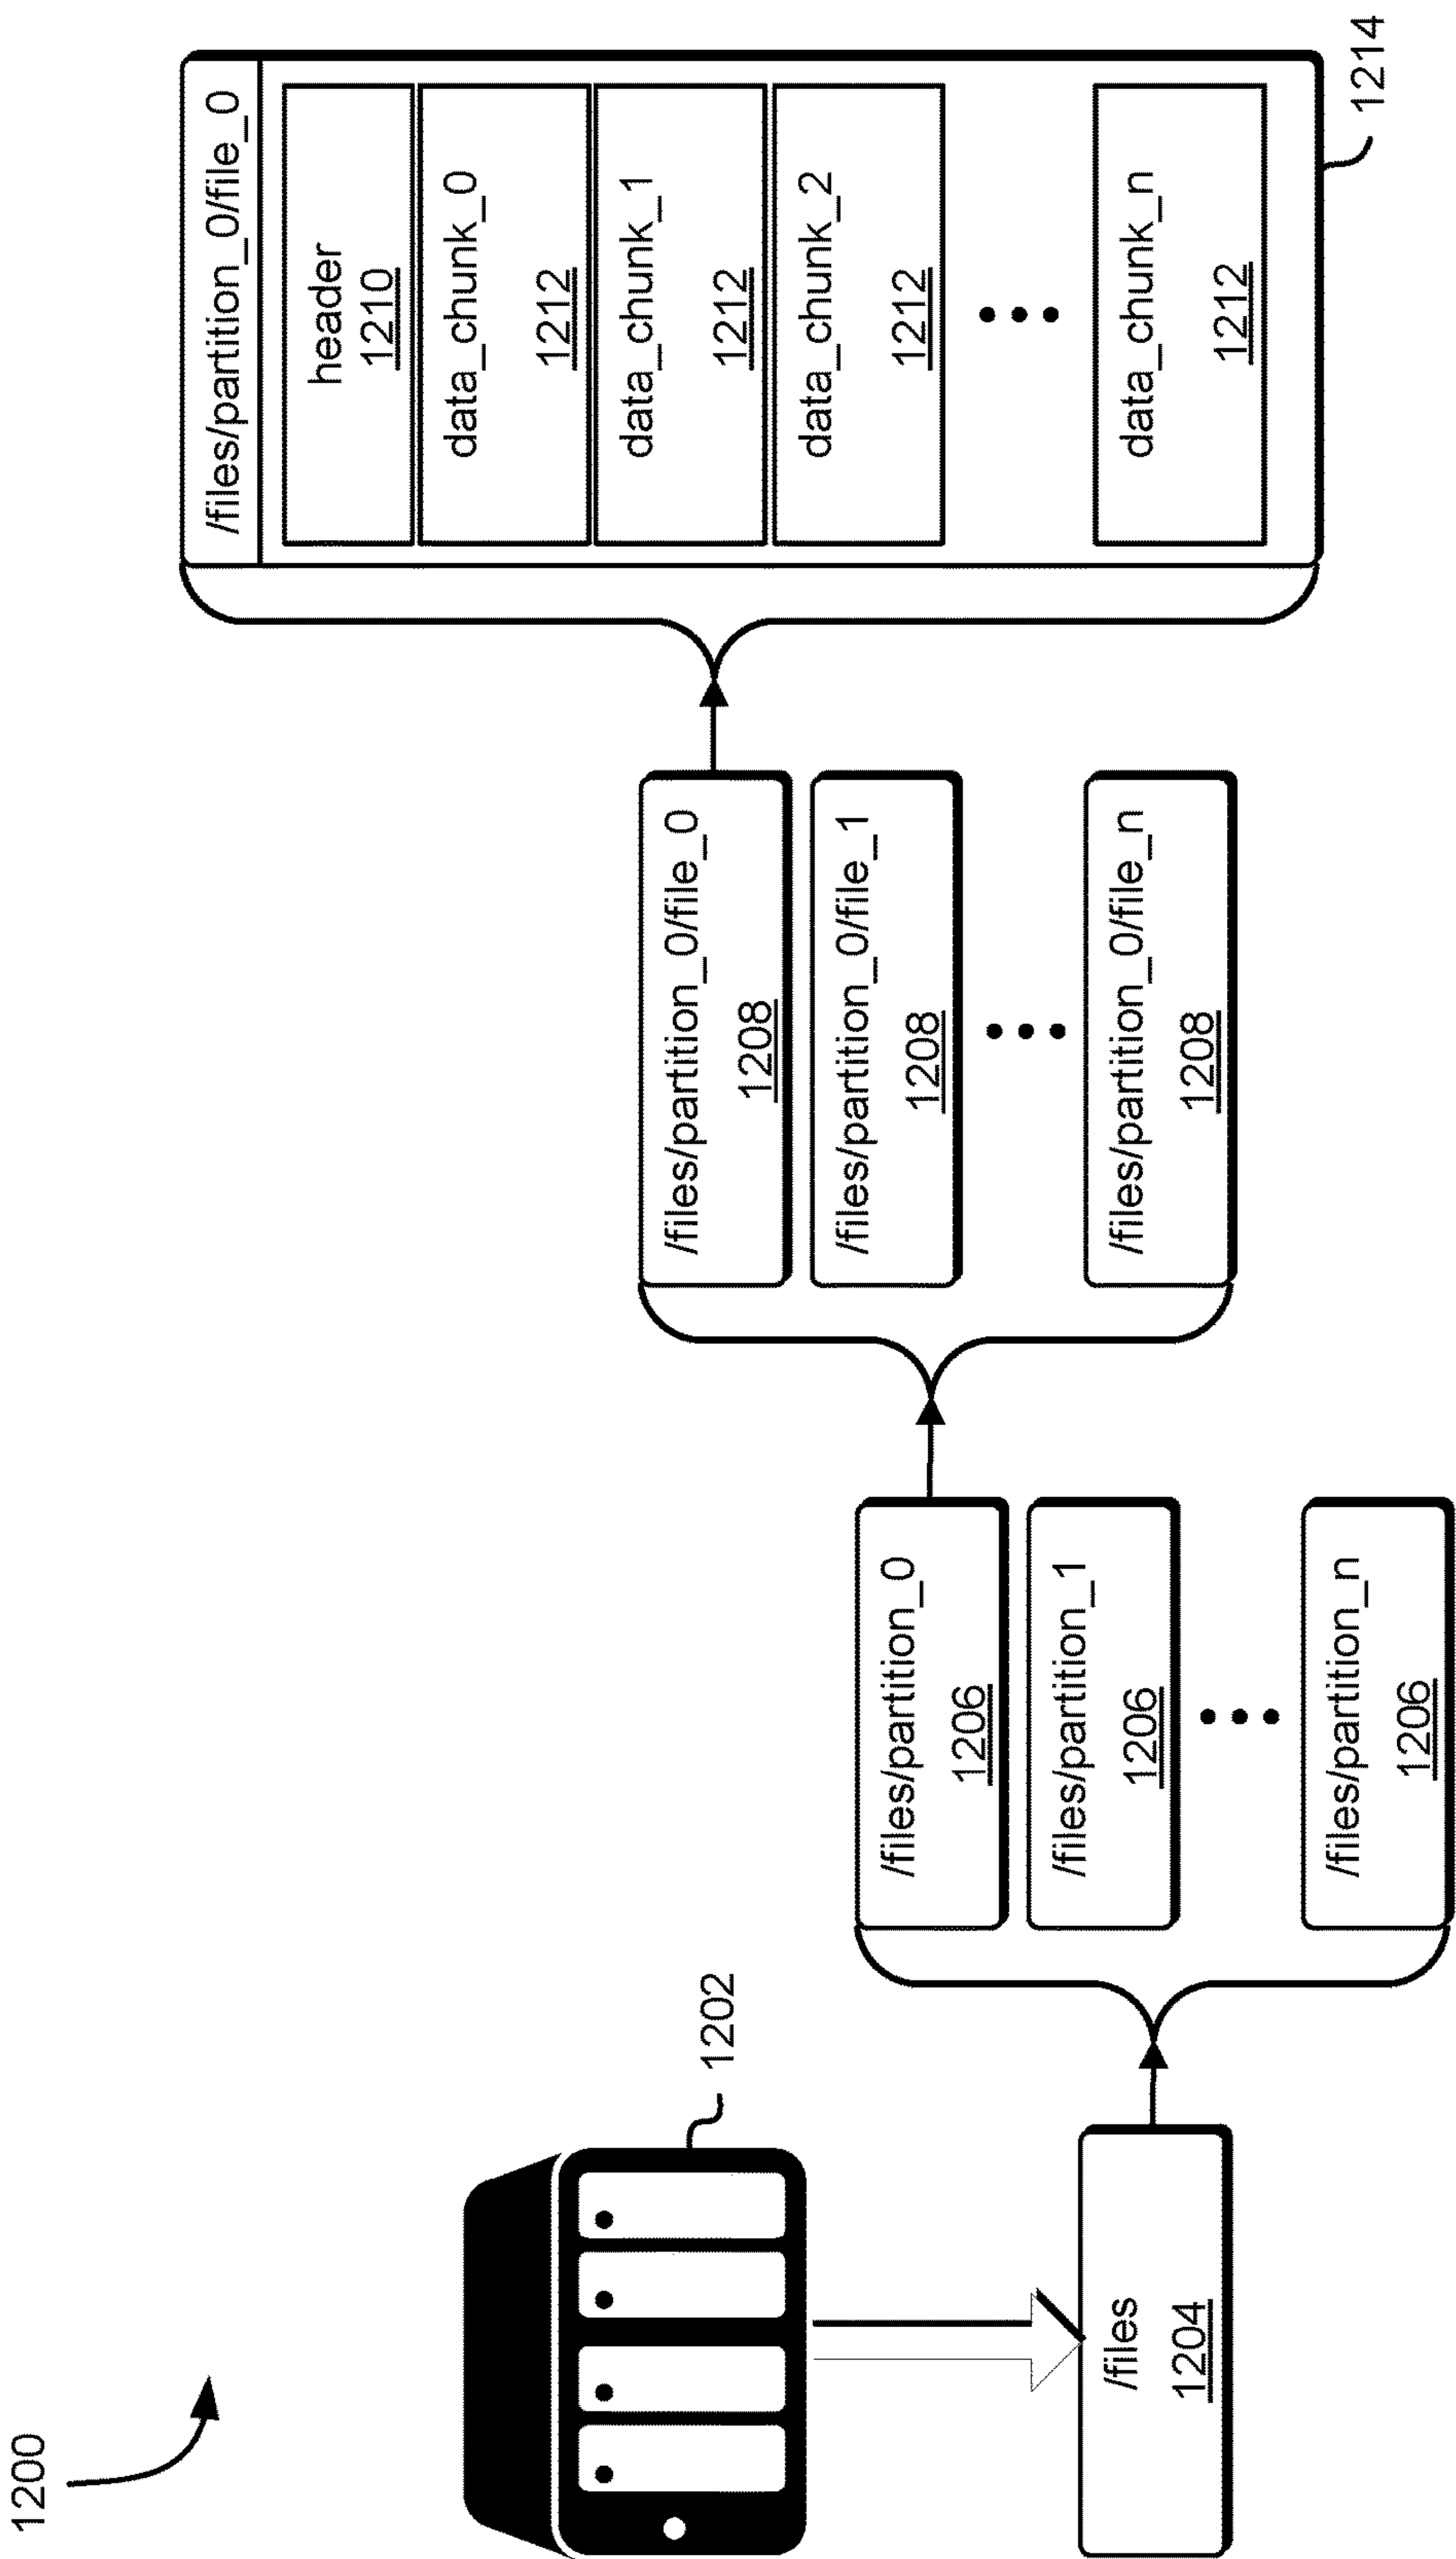 1200
1202
/files
1204
/files/partition_0
1206
/files/partition_1
1206
/files/partition_n
1206
/files/partition_0/file_0
1208
/files/partition_0/file_1
1208
/files/partition_0/file_n
1208
/files/partition_0/file_0
header
1210
data_chunk_0
1212
data_chunk_1
1212
data_chunk_2
1212
data_chunk_n
1212
1214